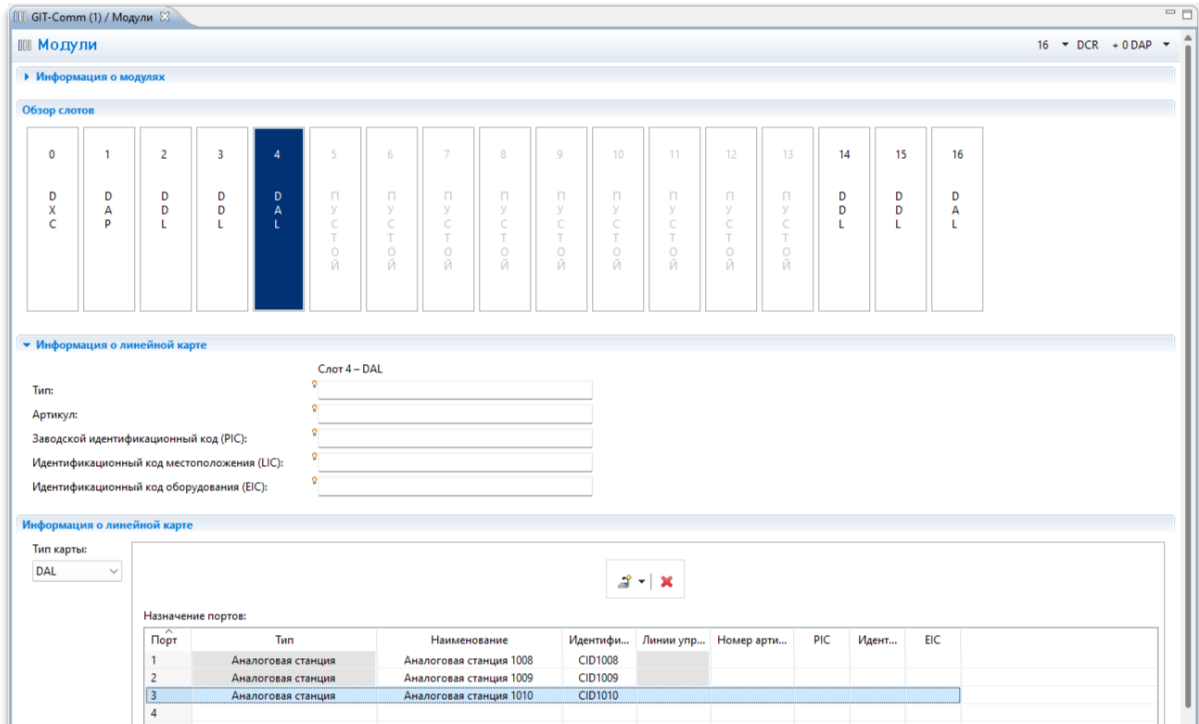 GIT-Comm (1) / Модули
Модули
16 DCR + 0 DAP
Информация о модулях
Обзор слотов
0 1 2 3 4 5 6 7 8 9 10 11 12 13 14 15 16
DXC DAP DDL DDL DAL ПУСТОЙ ПУСТОЙ ПУСТОЙ ПУСТОЙ ПУСТОЙ ПУСТОЙ ПУСТОЙ ПУСТОЙ ПУСТОЙ DDL DDL DAL
Информация о линейной карте
Слот 4 – DAL
Тип:
Артикул:
Заводской идентификационный код (PIC):
Идентификационный код местоположения (LIC):
Идентификационный код оборудования (EIC):
Информация о линейной карте
Тип карты:
DAL
Назначение портов:
Порт Тип Наименование Идентифи... Линии упр... Номер арти... PIC Идент... EIC
1 Аналоговая станция Аналоговая станция 1008 CID1008
2 Аналоговая станция Аналоговая станция 1009 CID1009
3 Аналоговая станция Аналоговая станция 1010 CID1010
4